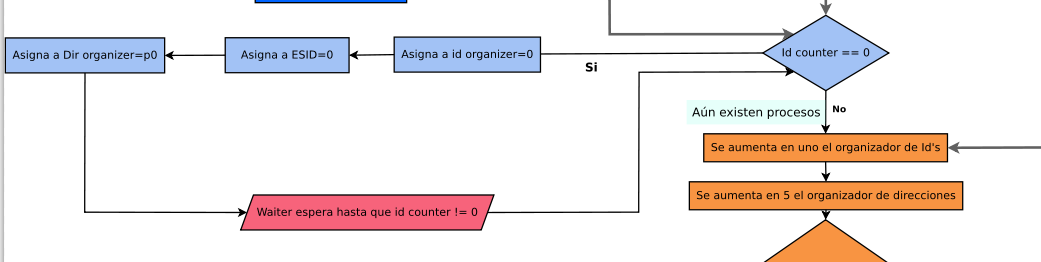 Asigna a Dir organizer=p0
Asigna a ESID=0
Asigna a id organizer=0
Id counter == 0
Si
Aún existen procesos
No
Se aumenta en uno el organizador de Id's
Se aumenta en 5 el organizador de direcciones
Waiter espera hasta que id counter != 0